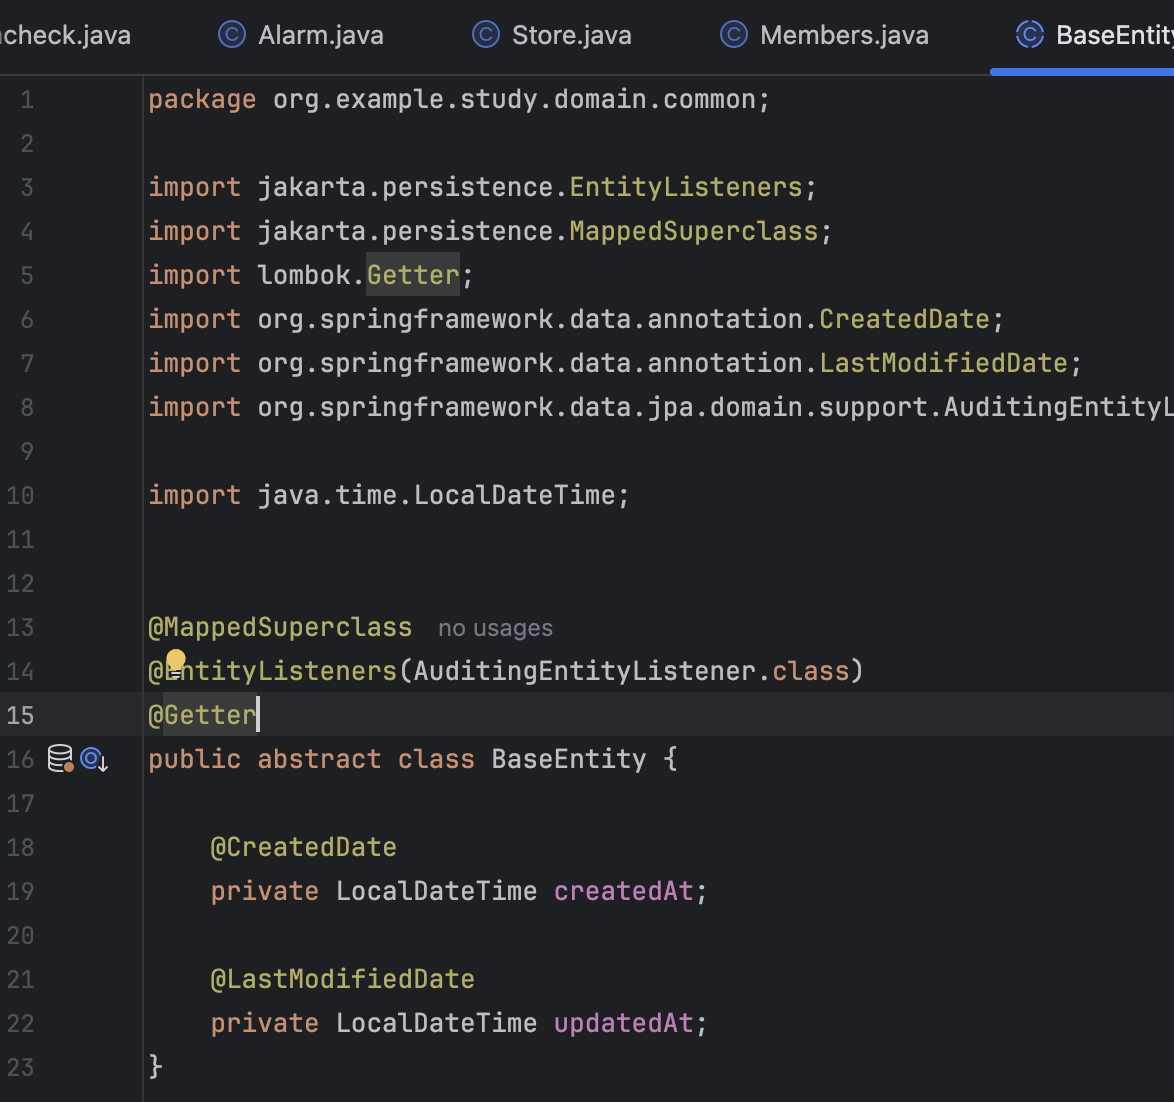 check.java Alarm.java Store.java Members.java BaseEntity
1 package org.example.study.domain.common;
2
3 import jakarta.persistence.EntityListeners;
4 import jakarta.persistence.MappedSuperclass;
5 import lombok.Getter;
6 import org.springframework.data.annotation.CreatedDate;
7 import org.springframework.data.annotation.LastModifiedDate;
8 import org.springframework.data.jpa.domain.support.AuditingEntityL
9
10 import java.time.LocalDateTime;
11
12
13 @MappedSuperclass no usages
14 @EntityListeners(AuditingEntityListener.class)
15 @Getter
16 public abstract class BaseEntity {
17
18 @CreatedDate
19 private LocalDateTime createdAt;
20
21 @LastModifiedDate
22 private LocalDateTime updatedAt;
23 }